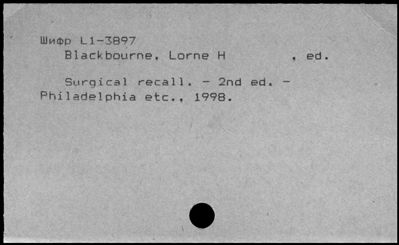 Шифр L1-3897
Blackbourne, Lorne H , ed.
Surgical recall. - 2nd ed. -
Philadelphia etc., 1998.